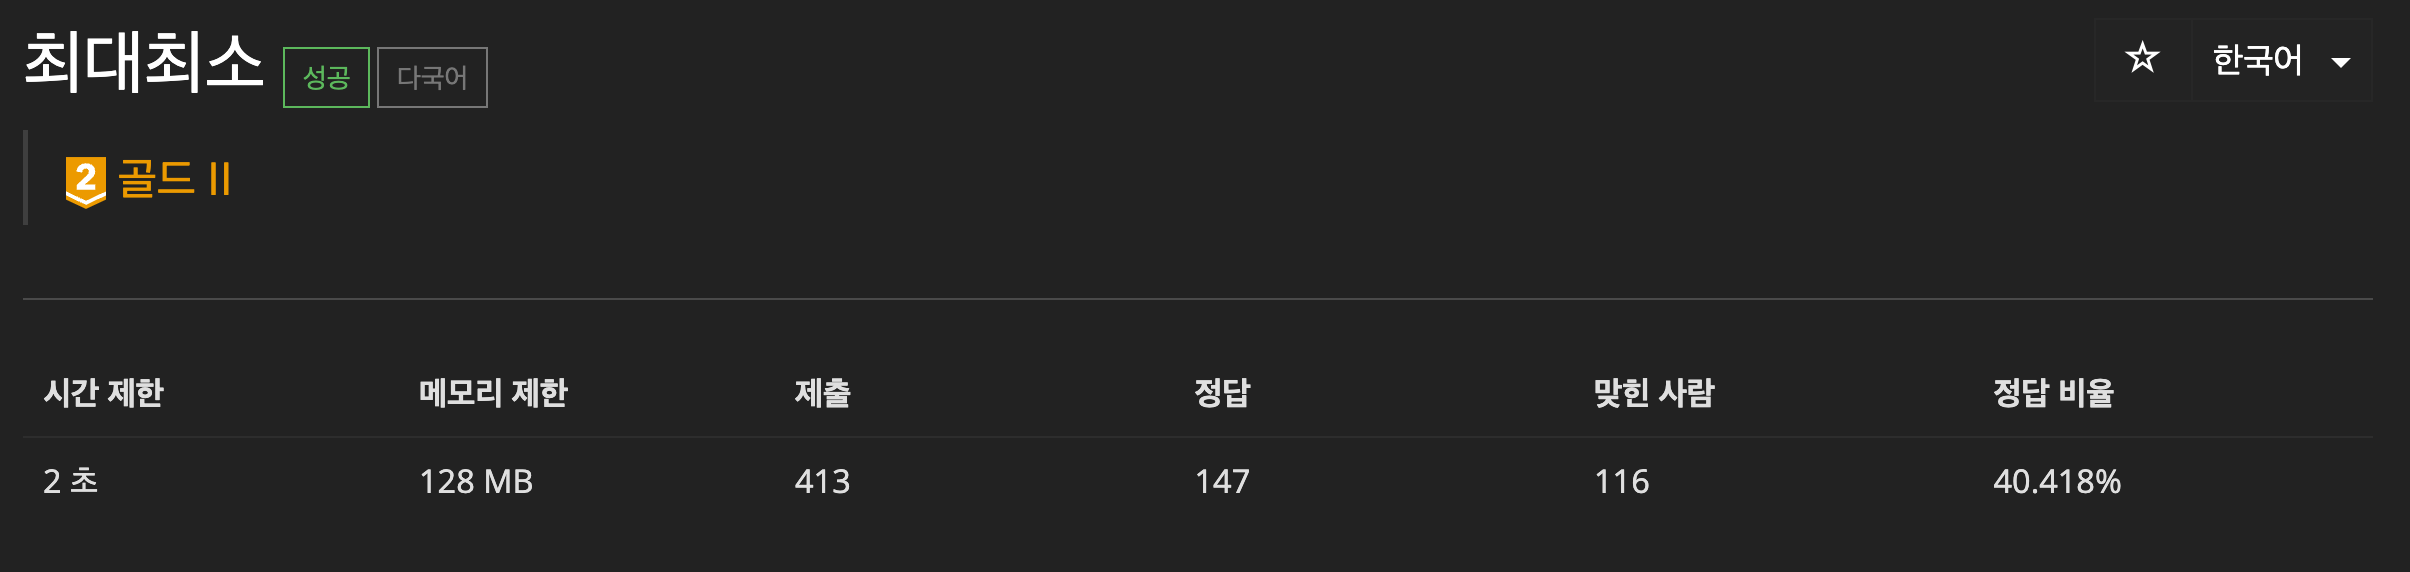 최대최소 성공 다국어 ☆ 한국어
2 골드 II
시간 제한 메모리 제한 제출 정답 맞힌 사람 정답 비율
2 초 128 MB 413 147 116 40.418%